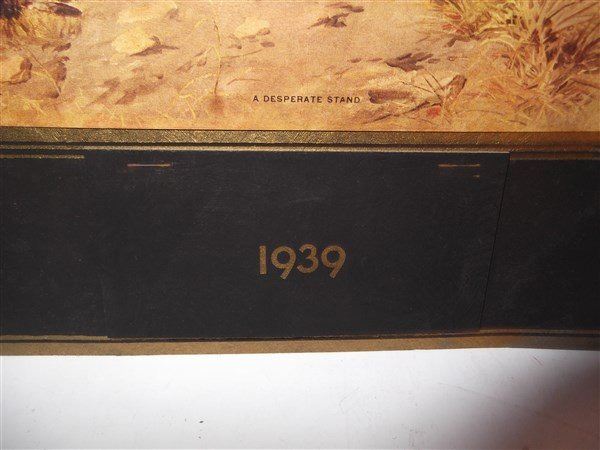 A DESPERATE STAND
1939